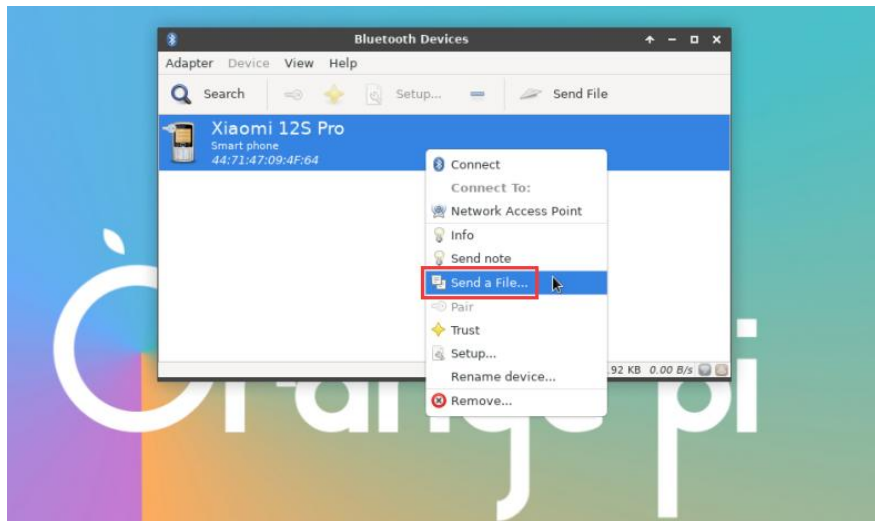 Bluetooth Devices
Adapter Device View Help
Search Setup... Send File
Xiaomi 12S Pro
Smart phone
44:71:47:09:4F:64
Connect
Connect To:
Network Access Point
Info
Send note
Send a File...
Pair
Trust
Setup...
.92 KB 0.00 B/s
Rename device...
Remove...
Orange pi